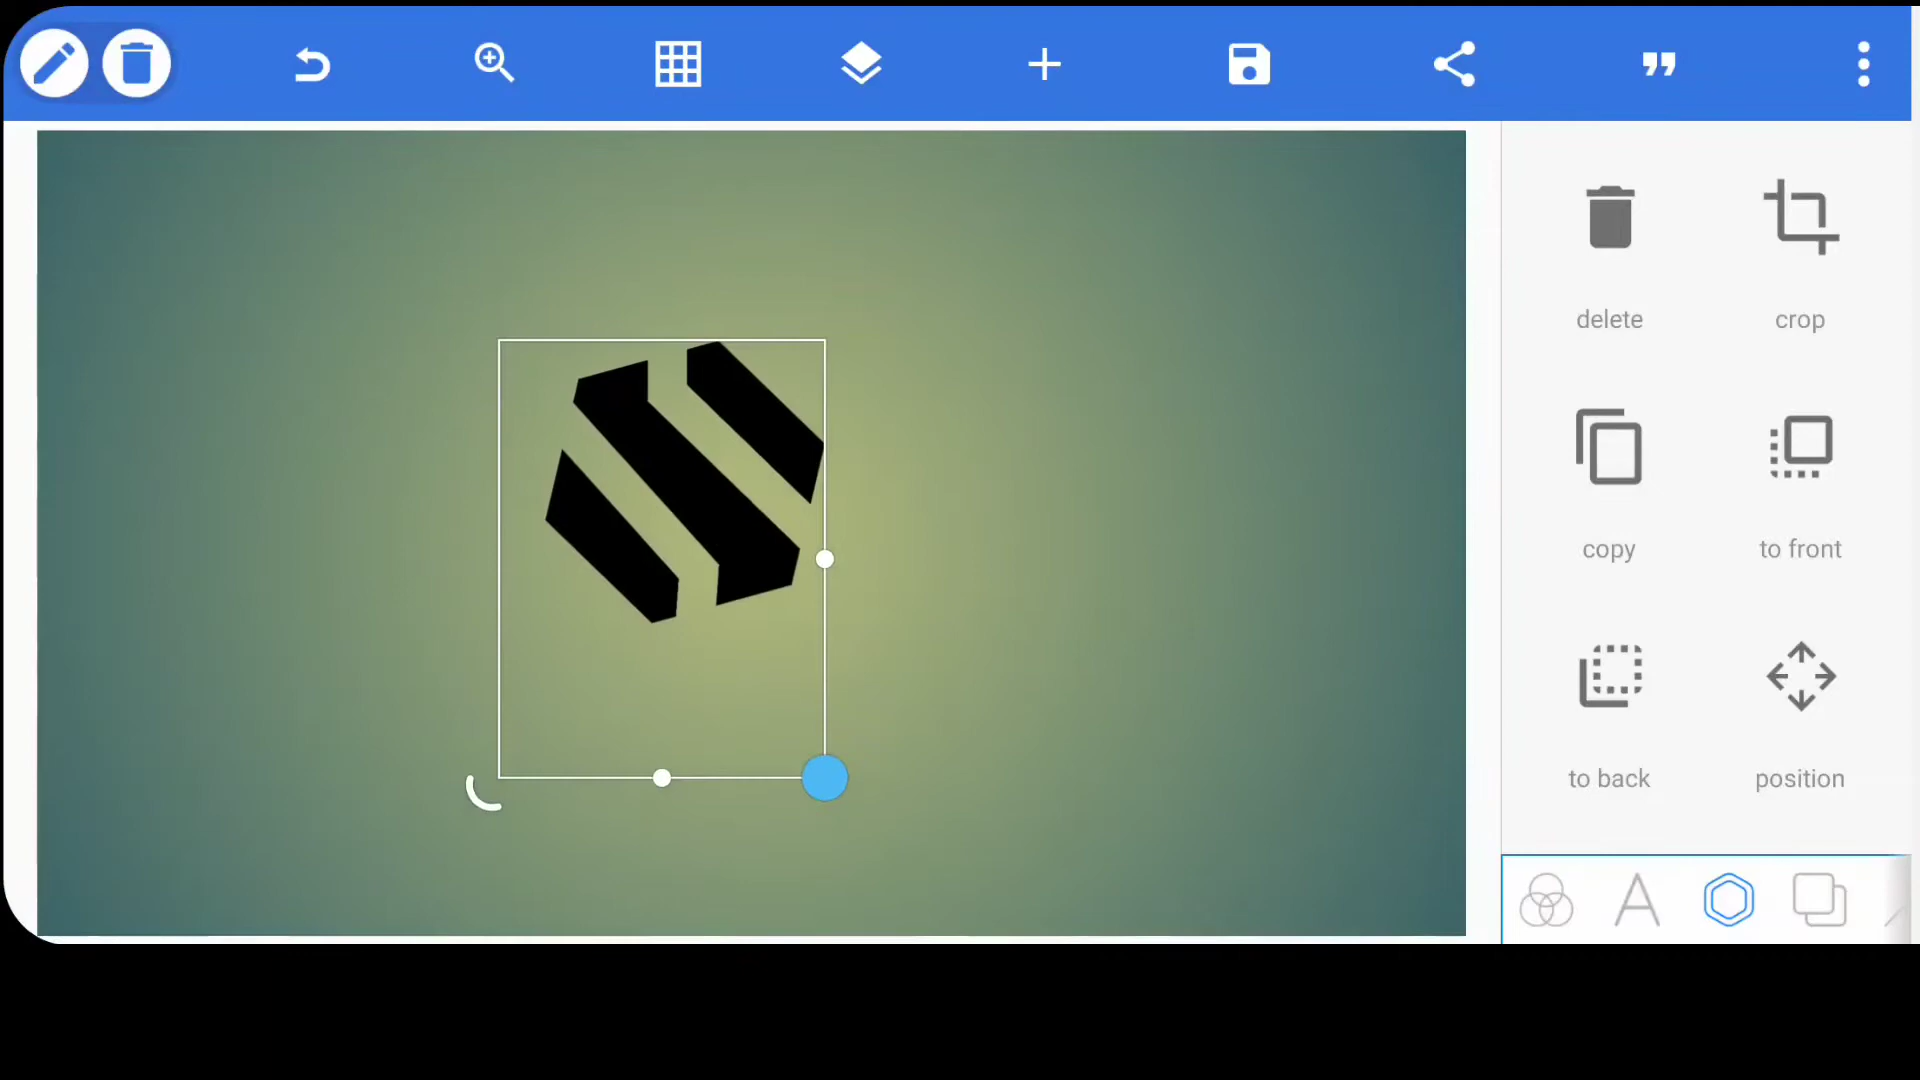 delete
crop
copy
to front
to back
position